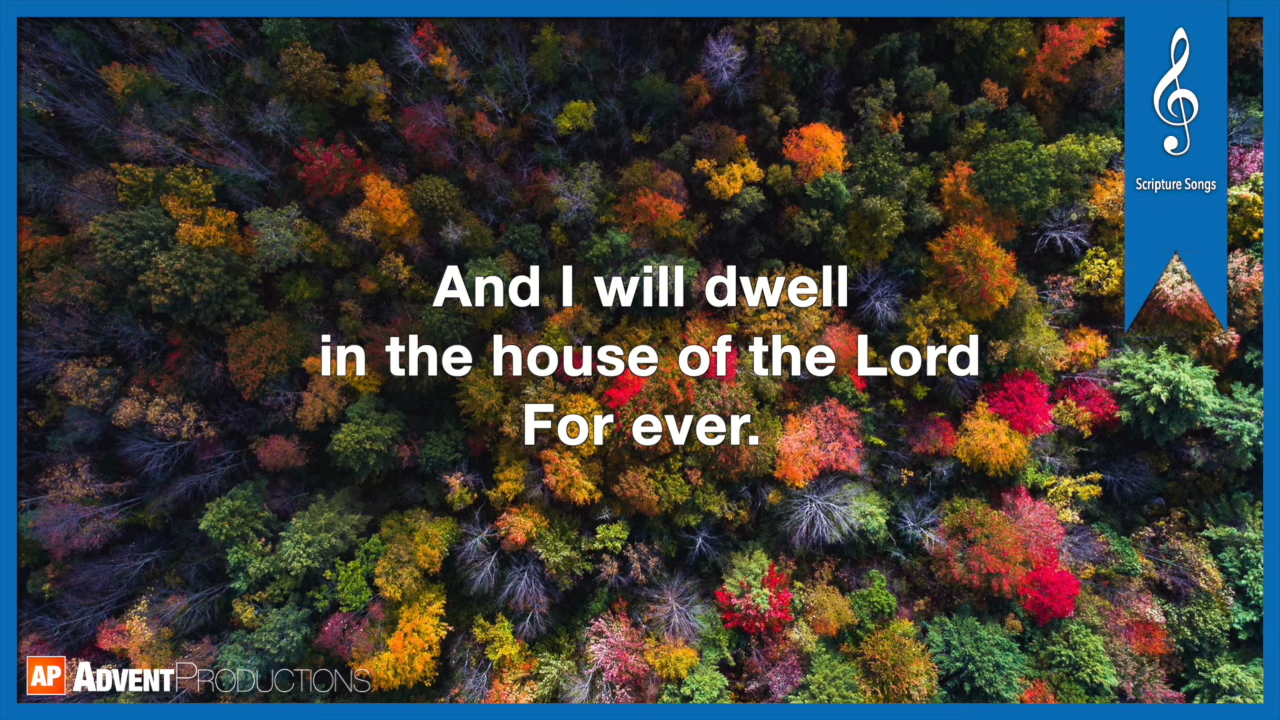 Scripture Songs
And I will dwell
in the house of the Lord
For ever.
AP ADVENTPRODUCTIONS